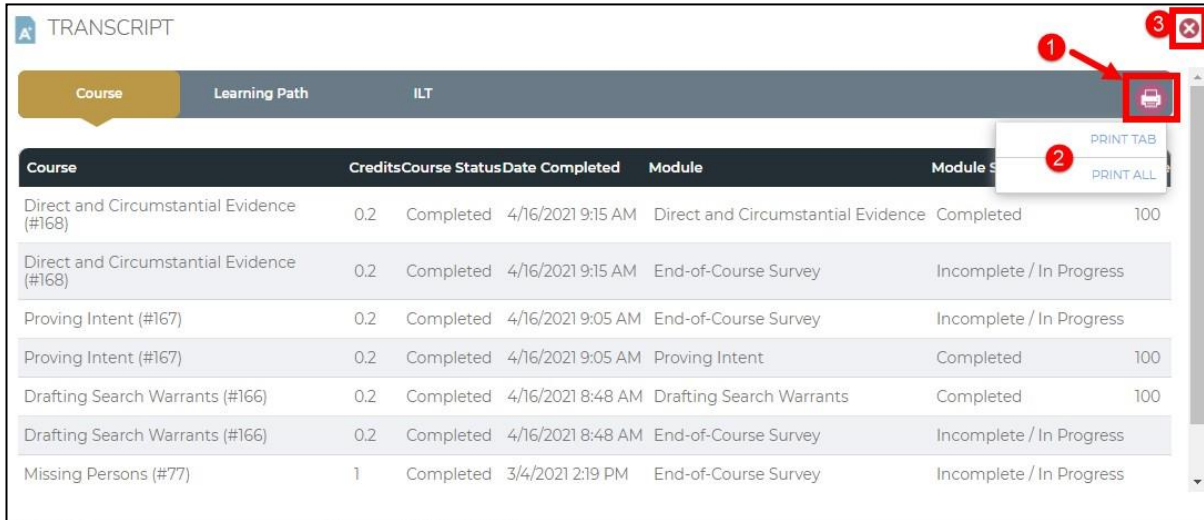 A+
TRANSCRIPT
3
1
Course Learning Path ILT
PRINT TAB
2
PRINT ALL
Course Credits Course Status Date Completed Module Module S
Direct and Circumstantial Evidence (#168) 0.2 Completed 4/16/2021 9:15 AM Direct and Circumstantial Evidence Completed 100
Direct and Circumstantial Evidence (#168) 0.2 Completed 4/16/2021 9:15 AM End-of-Course Survey Incomplete / In Progress
Proving Intent (#167) 0.2 Completed 4/16/2021 9:05 AM End-of-Course Survey Incomplete / In Progress
Proving Intent (#167) 0.2 Completed 4/16/2021 9:05 AM Proving Intent Completed 100
Drafting Search Warrants (#166) 0.2 Completed 4/16/2021 8:48 AM Drafting Search Warrants Completed 100
Drafting Search Warrants (#166) 0.2 Completed 4/16/2021 8:48 AM End-of-Course Survey Incomplete / In Progress
Missing Persons (#77) 1 Completed 3/4/2021 2:19 PM End-of-Course Survey Incomplete / In Progress